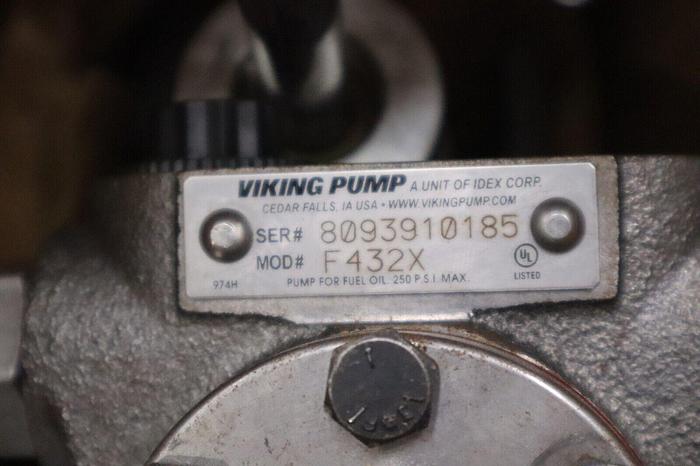 VIKING PUMP A UNIT OF IDEX CORP.
CEDAR FALLS, IA USA • WWW.VIKINGPUMP.COM
SER# 8093910185
MOD# F432X
UL
LISTED
974H
PUMP FOR FUEL OIL. 250 P.S.I. MAX.